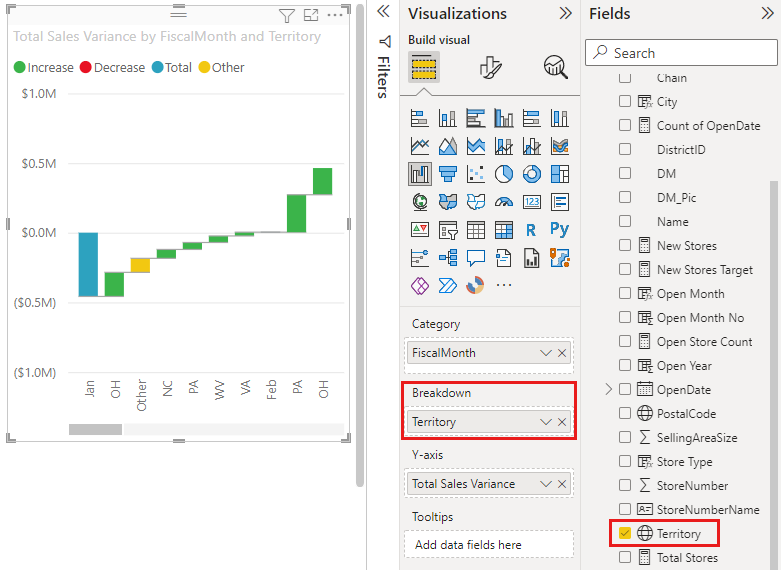 Total Sales Variance by FiscalMonth and Territory
Increase Decrease Total Other
$1.0M
$0.5M
$0.0M
($0.5M)
($1.0M)
Jan OH Other NC PA WV VA Feb PA OH
Filters
Visualizations
Build visual
123
R Py
Category
FiscalMonth
Breakdown
Territory
Y-axis
Total Sales Variance
Tooltips
Add data fields here
Fields
Search
Chain
City
Count of OpenDate
DistrictID
DM
DM_Pic
Name
New Stores
New Stores Target
Open Month
Open Month No
Open Store Count
Open Year
OpenDate
PostalCode
SellingAreaSize
Store Type
StoreNumber
StoreNumberName
Territory
Total Stores